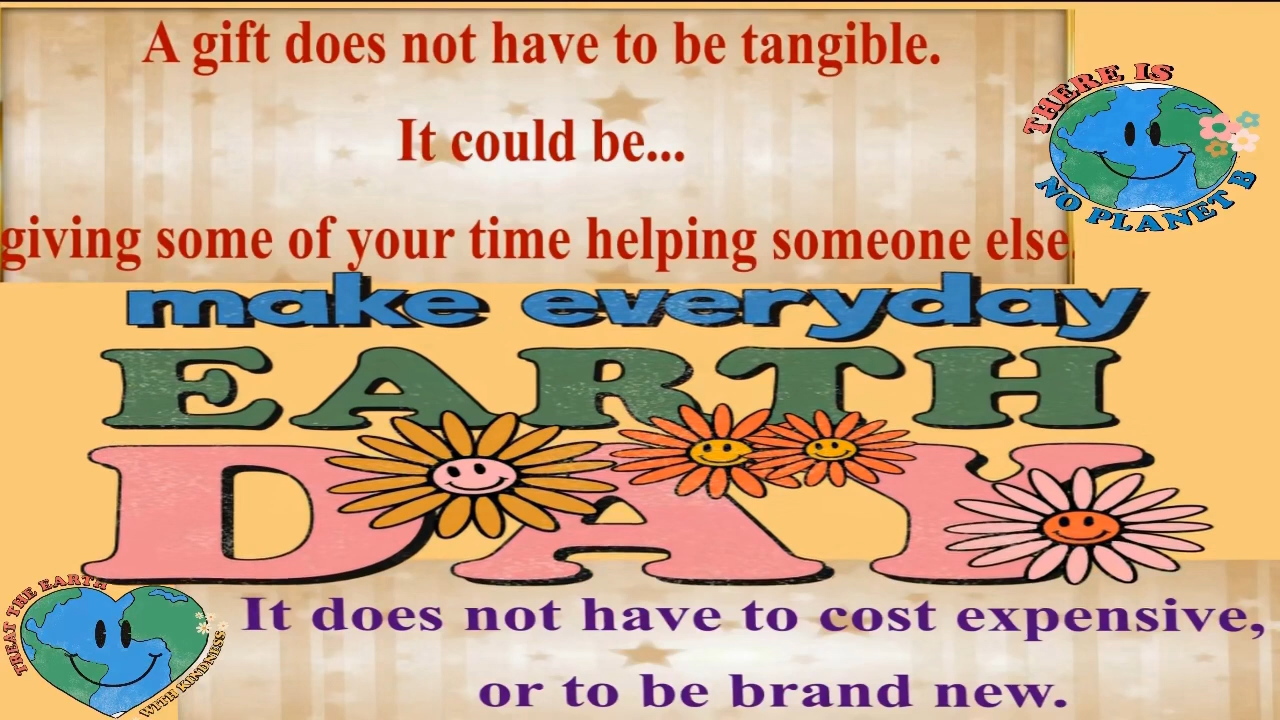 A gift does not have to be tangible.
It could be...
giving some of your time helping someone else.
THERE IS
NO PLANET B
make everyday
EARTH
DAY
TREAT THE EARTH
WITH KINDNESS
It does not have to cost expensive,
or to be brand new.